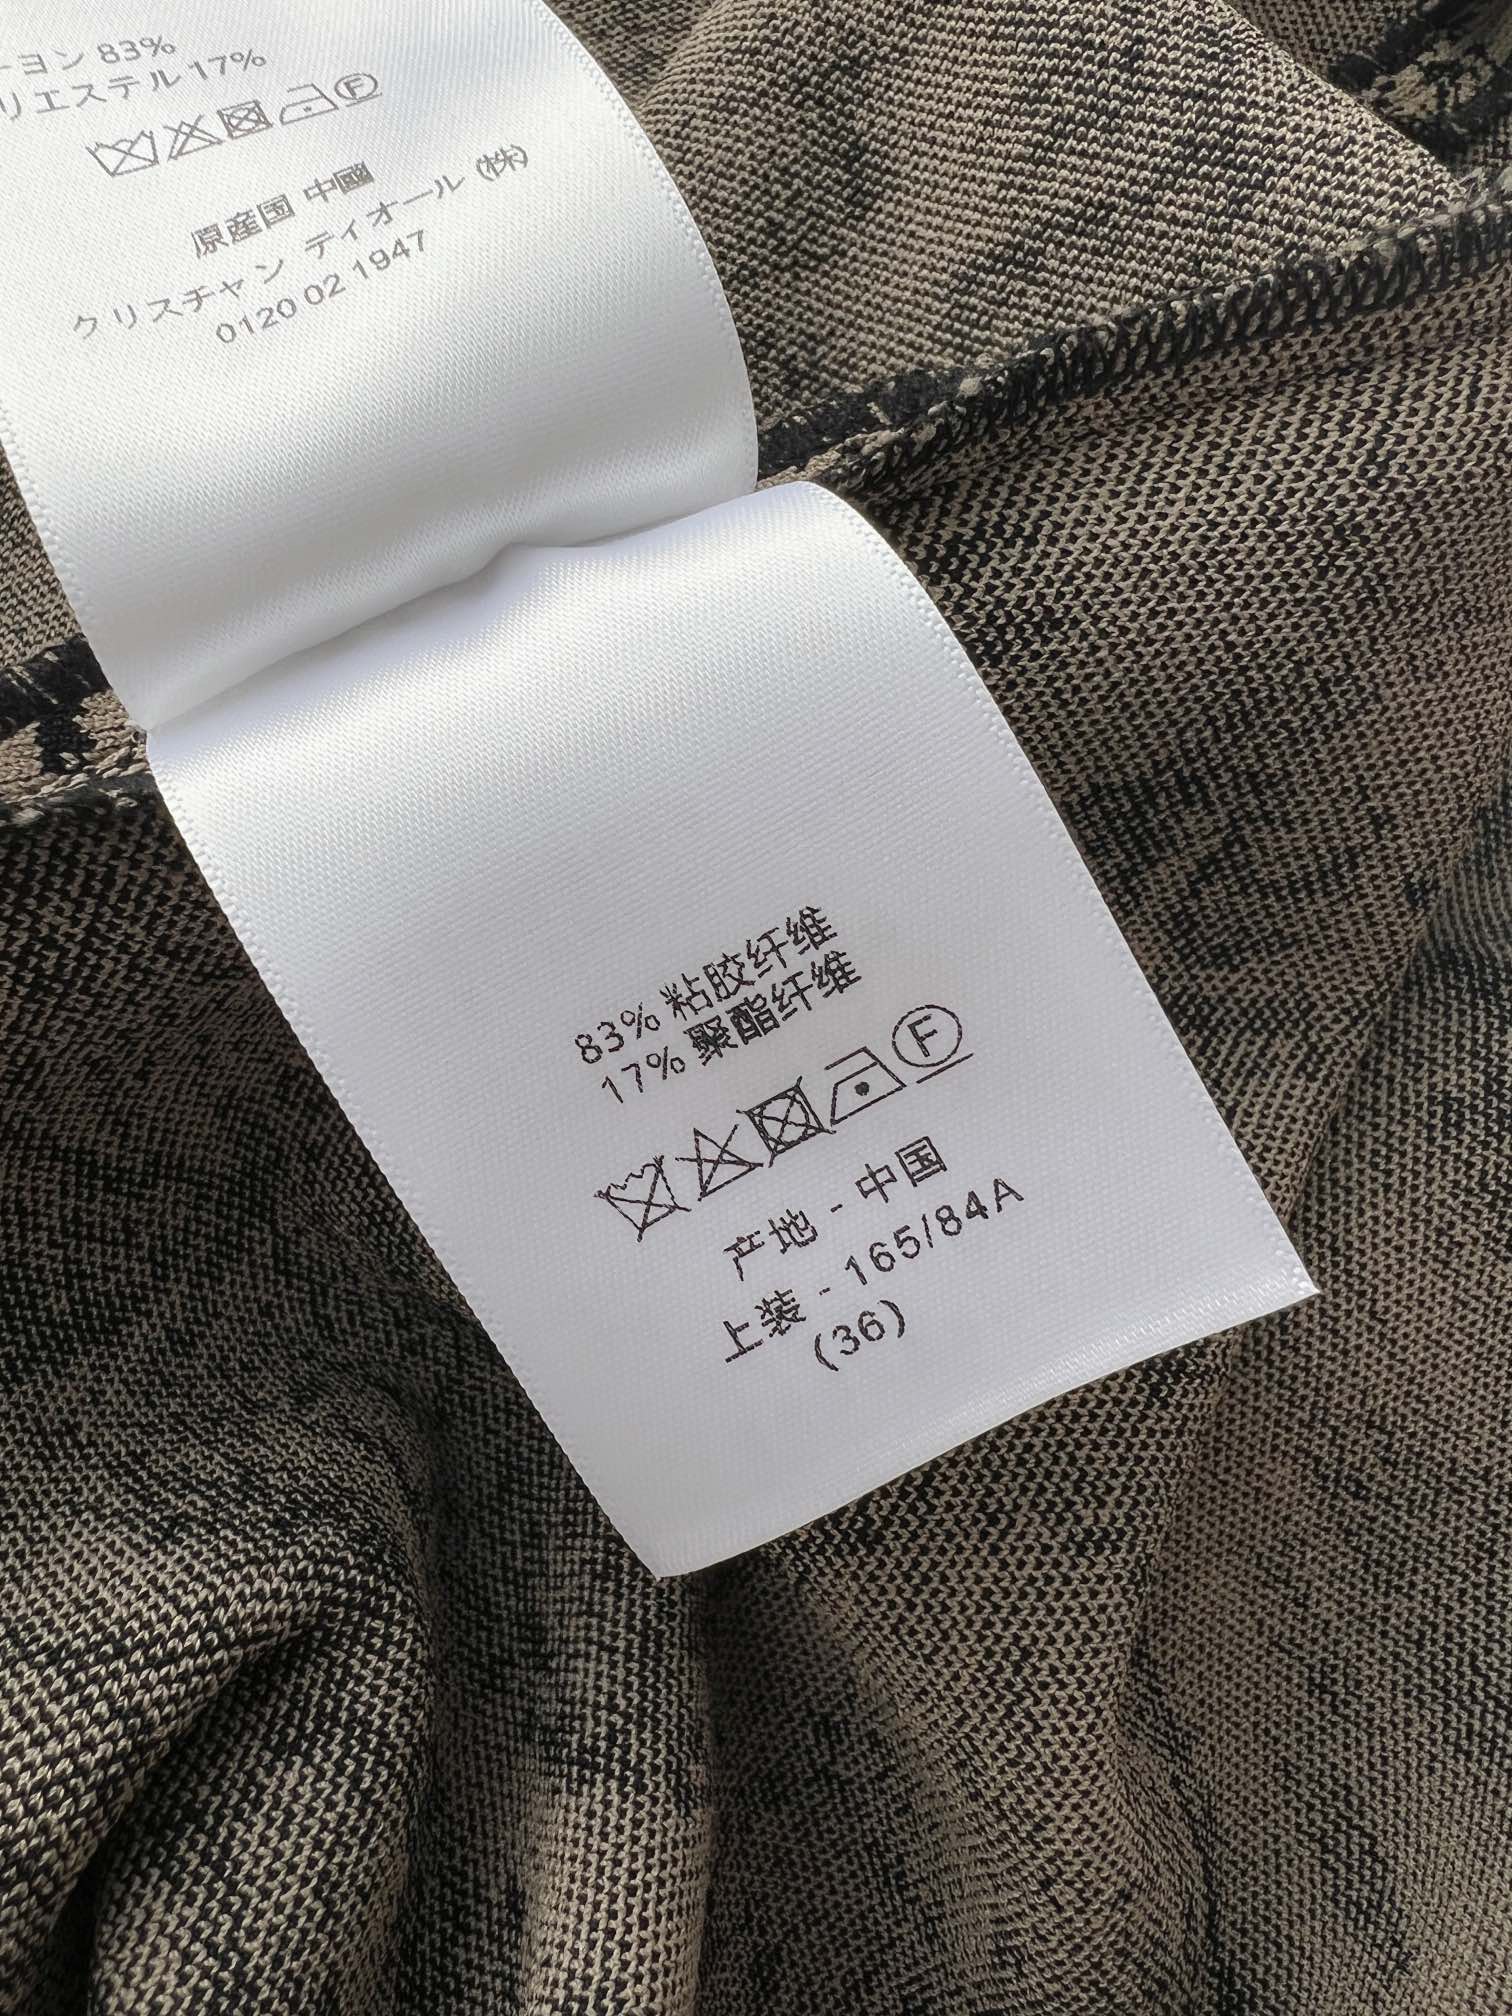 ーヨン 83%
リエステル 17%
F
原産国 中國
クリスチャン ディオール (株)
0120 02 1947
83% 粘胶纤维
17% 聚酯纤维
F
产地 - 中国
上装 - 165/84A
(36)